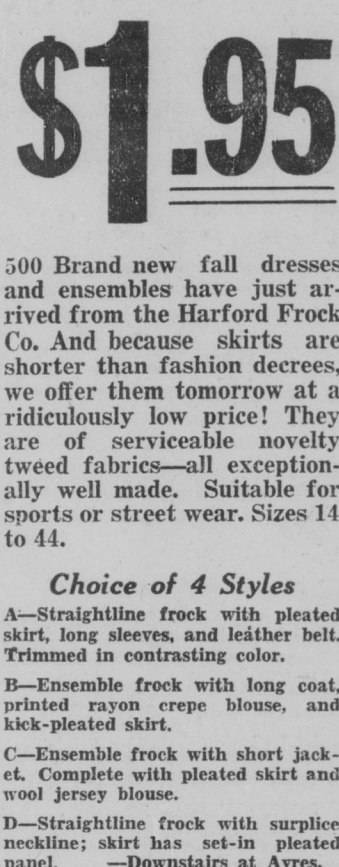 $1.95
500 Brand new fall dresses
and ensembles have just ar-
rived from the Harford Frock
Co. And because skirts are
shorter than fashion decrees,
we offer them tomorrow at a
ridiculously low price! They
are of serviceable novelty
tweed fabrics—all exception-
ally well made. Suitable for
sports or street wear. Sizes 14
to 44.
Choice of 4 Styles
A—Straightline frock with pleated
skirt, long sleeves, and leather belt.
Trimmed in contrasting color.
B—Ensemble frock with long coat,
printed rayon crepe blouse, and
kick-pleated skirt.
C—Ensemble frock with short jack-
et. Complete with pleated skirt and
wool jersey blouse.
D—Straightline frock with surplice
neckline; skirt has set-in pleated
panel. —Downstairs at Ayres.